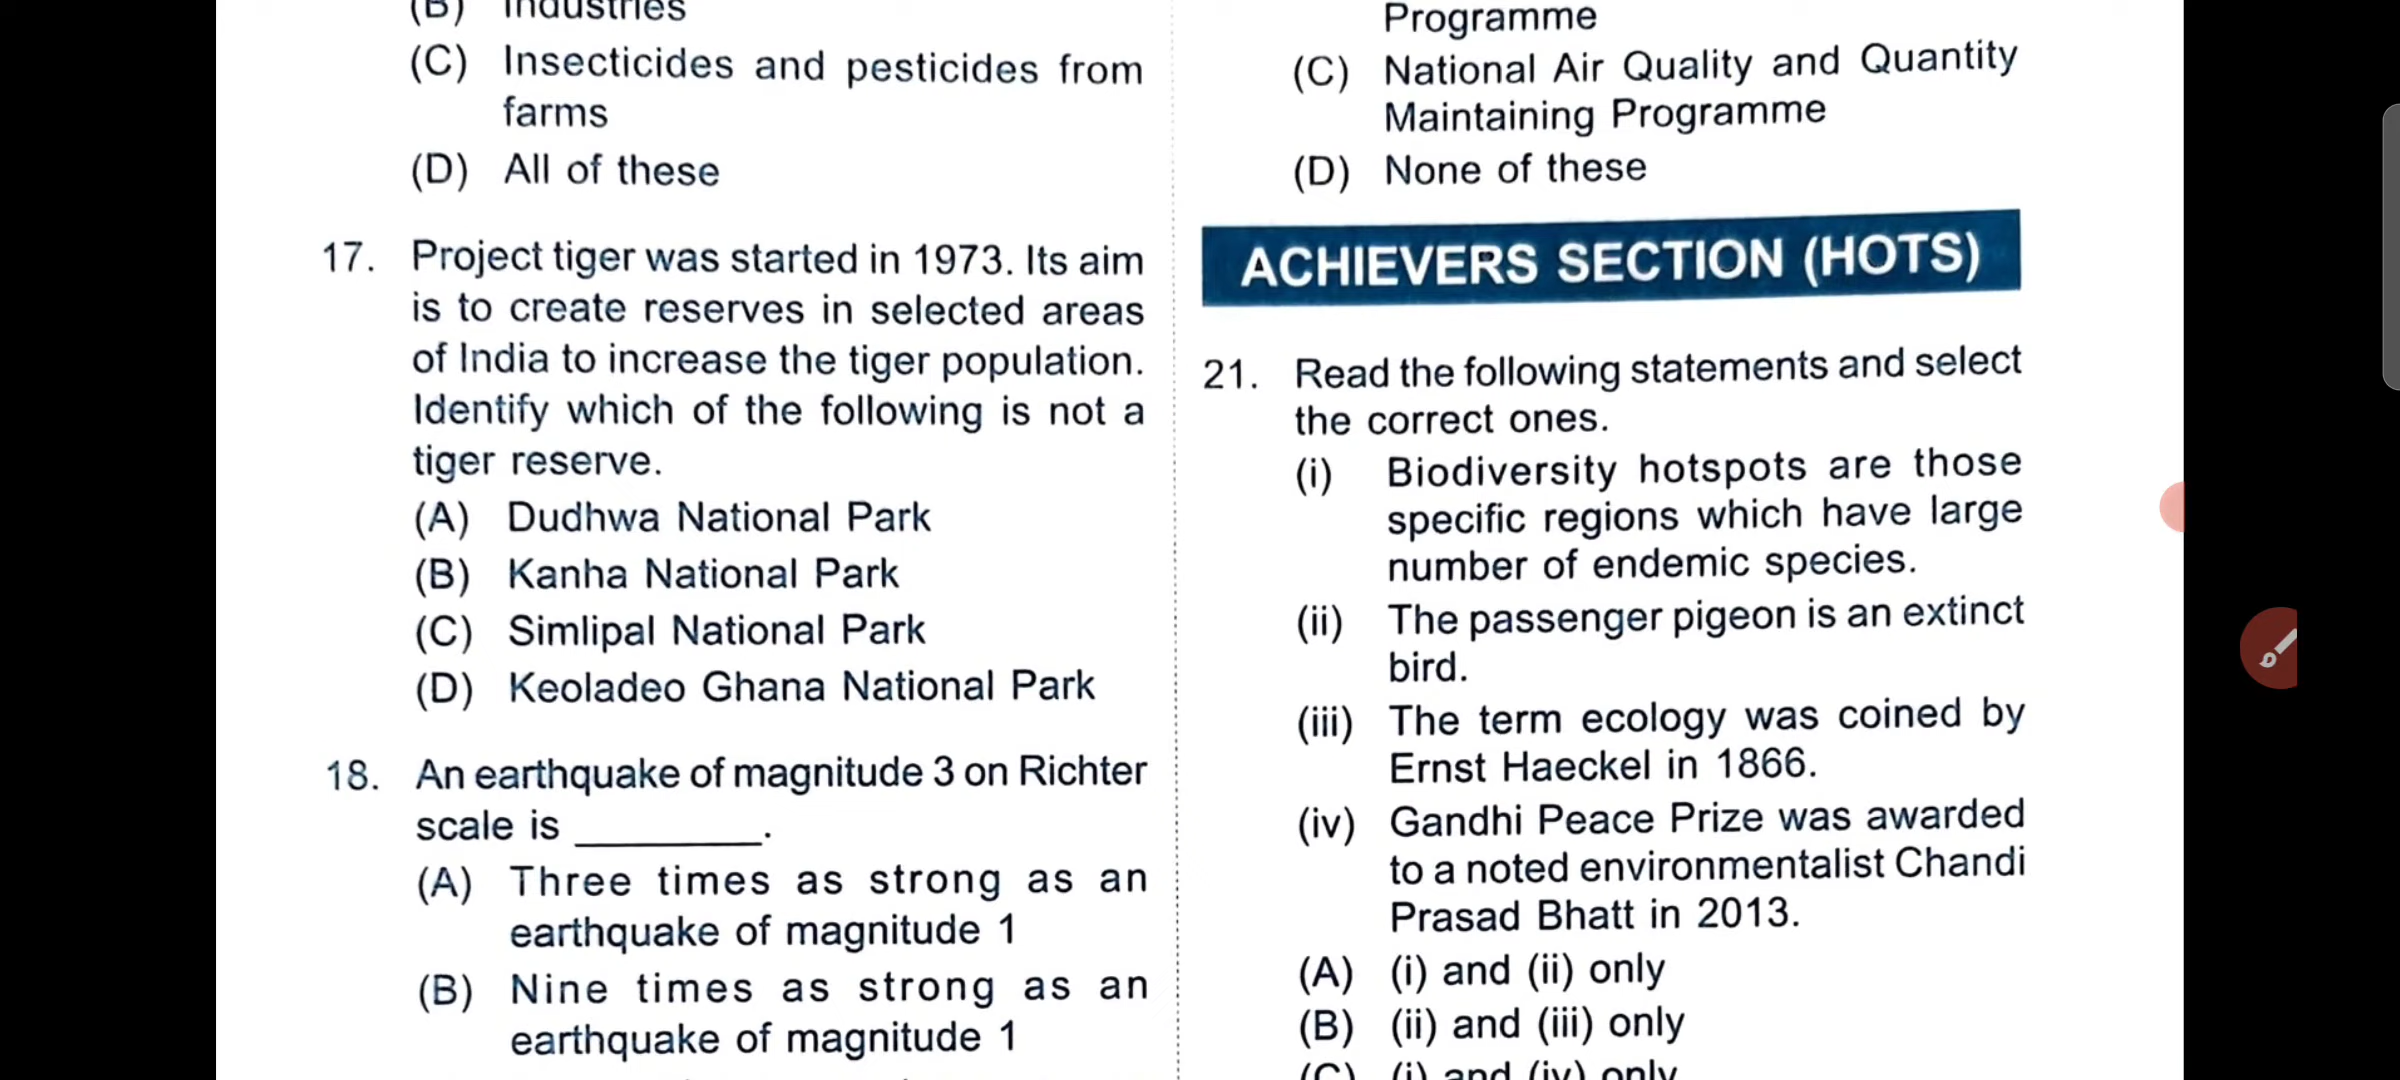 (B) Industries
(C) Insecticides and pesticides from
farms
(D) All of these
17. Project tiger was started in 1973. Its aim
is to create reserves in selected areas
of India to increase the tiger population.
Identify which of the following is not a
tiger reserve.
(A) Dudhwa National Park
(B) Kanha National Park
(C) Simlipal National Park
(D) Keoladeo Ghana National Park
18. An earthquake of magnitude 3 on Richter
scale is ________.
(A) Three times as strong as an
earthquake of magnitude 1
(B) Nine times as strong as an
earthquake of magnitude 1
Programme
(C) National Air Quality and Quantity
Maintaining Programme
(D) None of these
ACHIEVERS SECTION (HOTS)
21. Read the following statements and select
the correct ones.
(i) Biodiversity hotspots are those
specific regions which have large
number of endemic species.
(ii) The passenger pigeon is an extinct
bird.
(iii) The term ecology was coined by
Ernst Haeckel in 1866.
(iv) Gandhi Peace Prize was awarded
to a noted environmentalist Chandi
Prasad Bhatt in 2013.
(A) (i) and (ii) only
(B) (ii) and (iii) only
(C) (i) and (iv) only